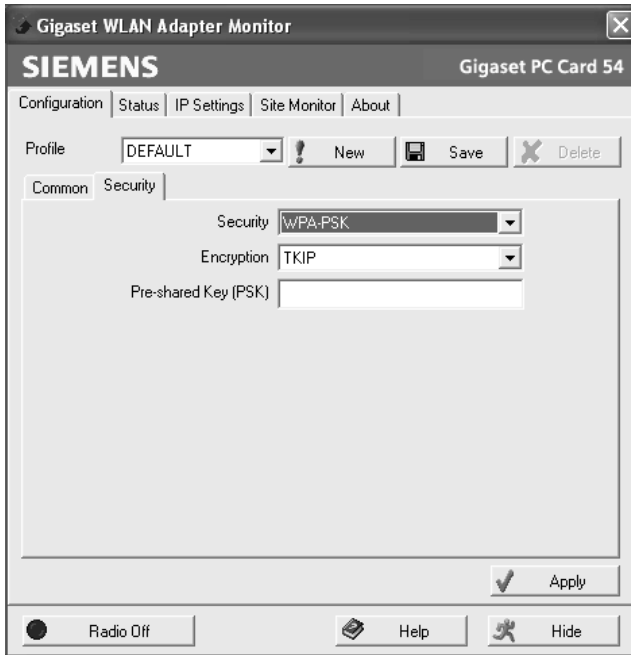 Gigaset WLAN Adapter Monitor
SIEMENS Gigaset PC Card 54
Configuration Status IP Settings Site Monitor About
Profile DEFAULT New Save Delete
Common Security
Security WPA-PSK
Encryption TKIP
Pre-shared Key (PSK)
Apply
Radio Off Help Hide